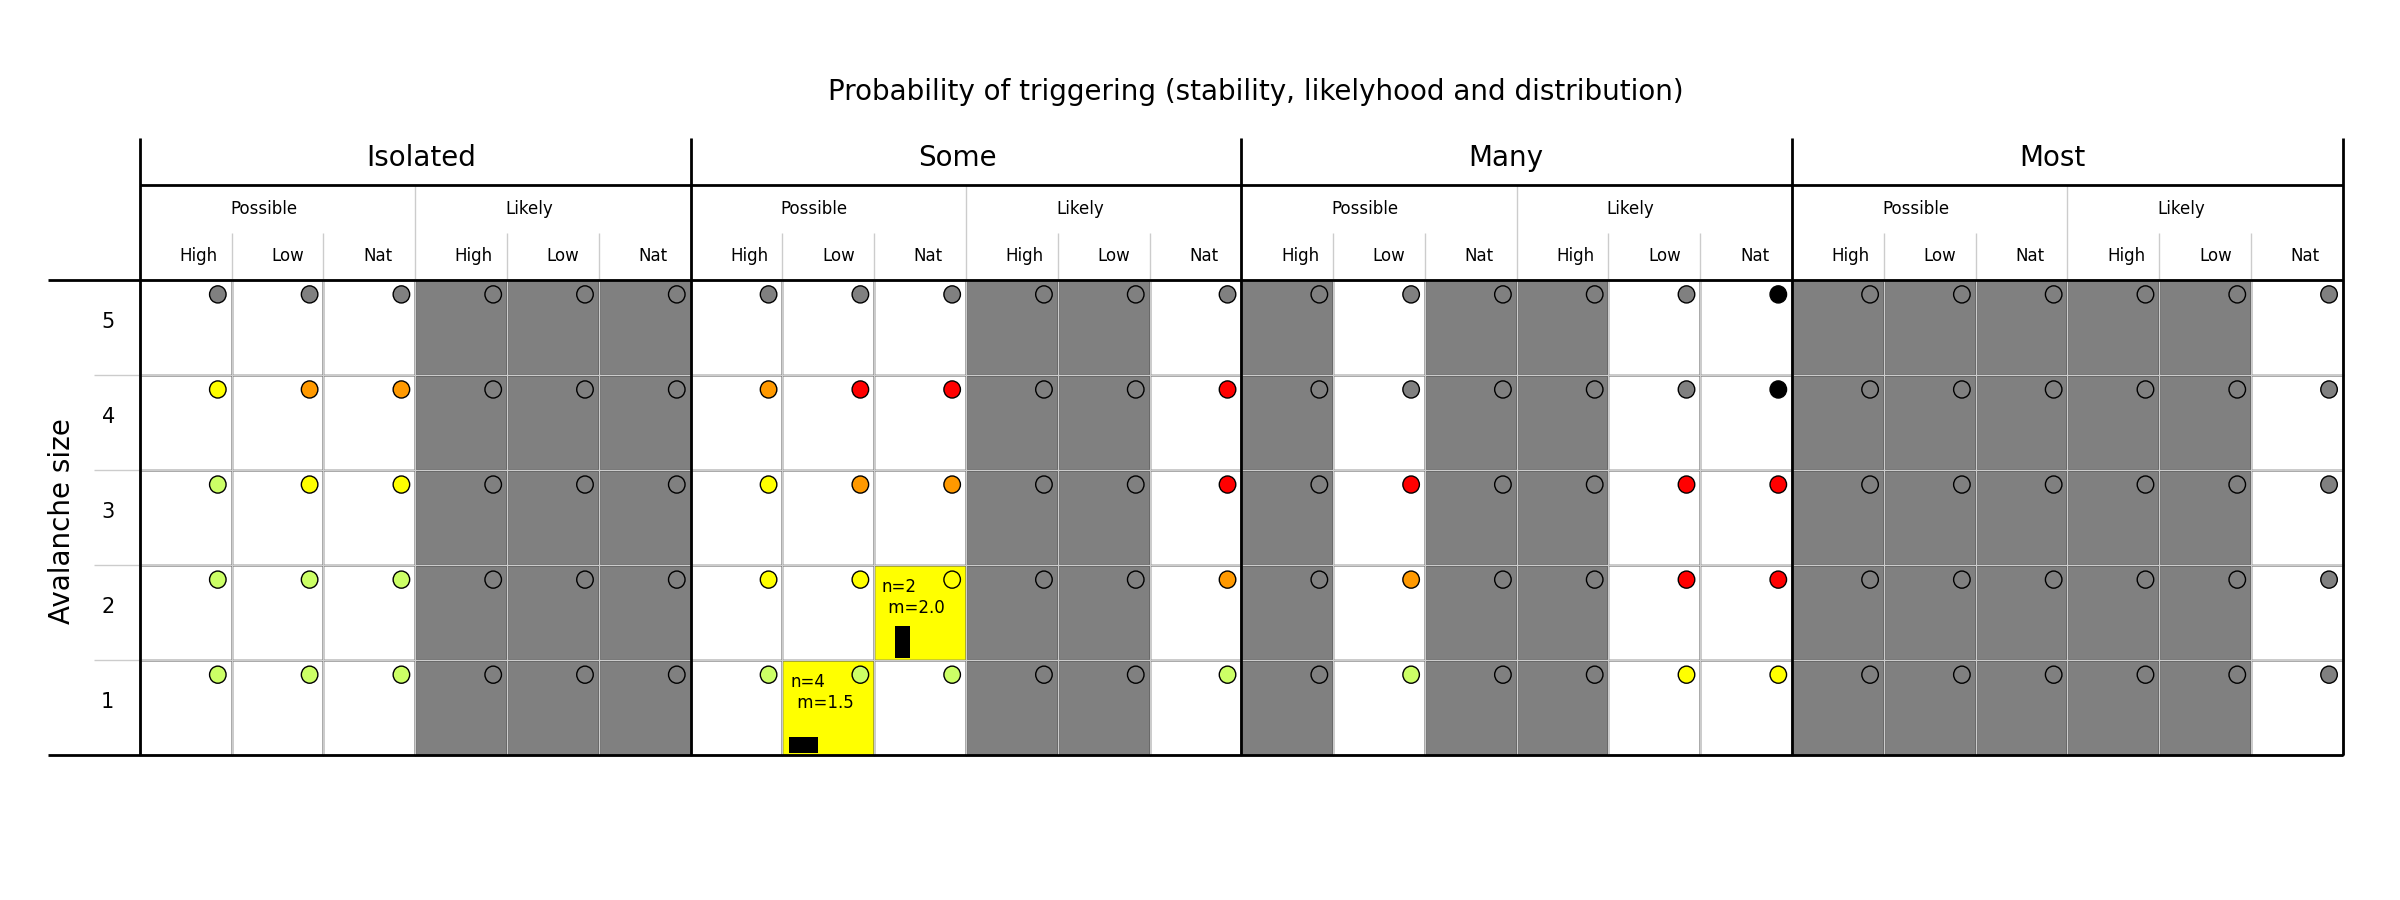 Probability of triggering (stability, likelyhood and distribution)
Isolated Some Many Most
Possible Likely Possible Likely Possible Likely Possible Likely
High Low Nat High Low Nat High Low Nat High Low Nat High Low Nat High Low Nat High Low Nat High Low Nat
Avalanche size
5
4
3
2
n=2
m=2.0
1
n=4
m=1.5